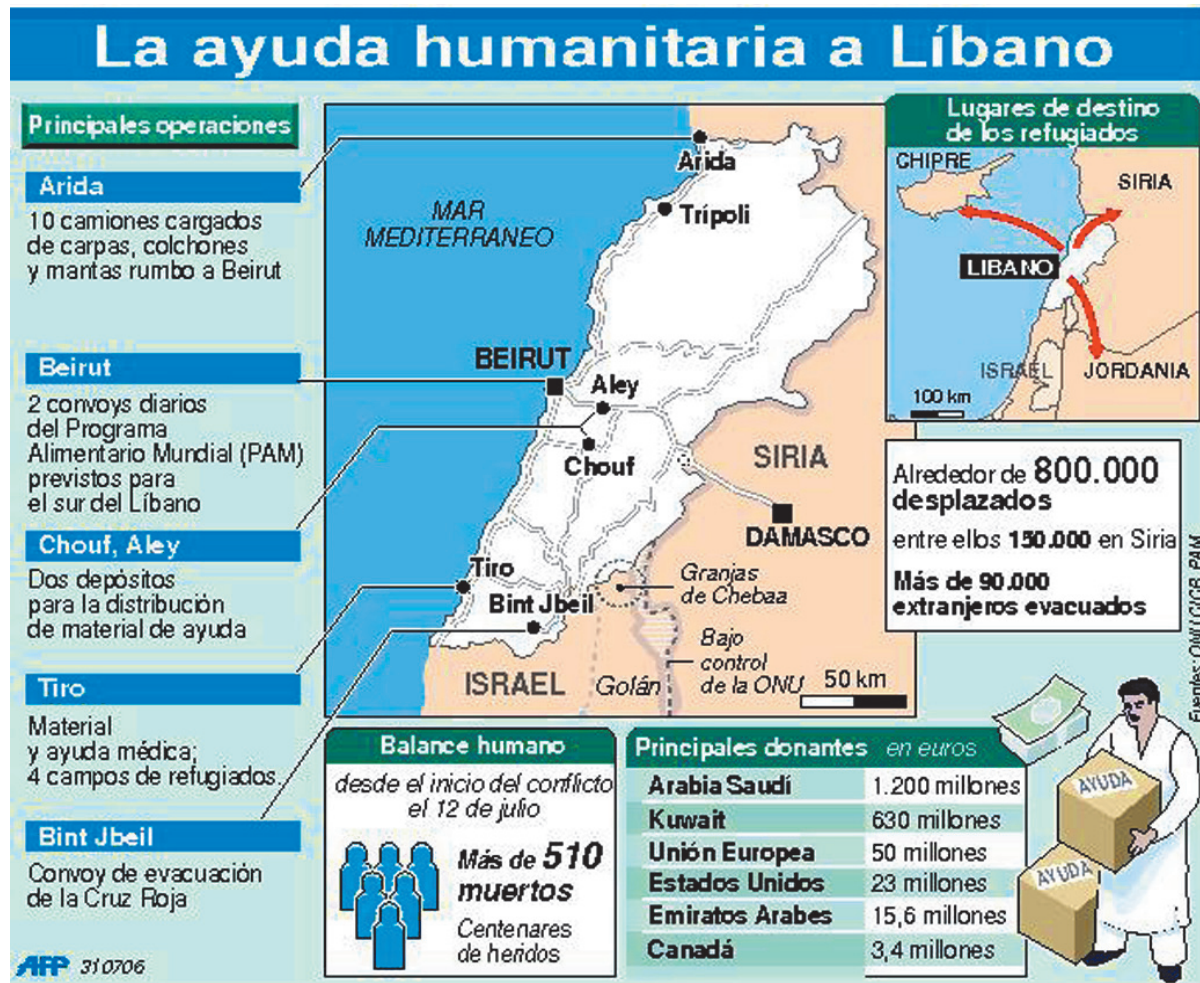 La ayuda humanitaria a Líbano
Principales operaciones
Arida
10 camiones cargados
de carpas, colchones
y mantas rumbo a Beirut
Beirut
2 convoys diarios
del Programa
Alimentario Mundial (PAM)
previstos para
el sur del Líbano
Chouf, Aley
Dos depósitos
para la distribución
de material de ayuda
Tiro
Material
y ayuda médica;
4 campos de refugiados
Bint Jbeil
Convoy de evacuación
de la Cruz Roja
AFP 310706
MAR
MEDITERRANEO
Arida
Trípoli
BEIRUT
Aley
Chouf
SIRIA
DAMASCO
Tiro
Bint Jbeil
Granjas
de Chebaa
Bajo
control
de la ONU
ISRAEL
Golán
50 km
Lugares de destino
de los refugiados
CHIPRE
SIRIA
LIBANO
ISRAEL
JORDANIA
100 km
Alrededor de 800.000
desplazados
entre ellos 150.000 en Siria
Más de 90.000
extranjeros evacuados
Balance humano
desde el inicio del conflicto
el 12 de julio
Más de 510
muertos
Centenares
de heridos
Principales donantes en euros
Arabia Saudí 1.200 millones
Kuwait 630 millones
Unión Europea 50 millones
Estados Unidos 23 millones
Emiratos Arabes 15,6 millones
Canadá 3,4 millones
AYUDA
AYUDA
PAM